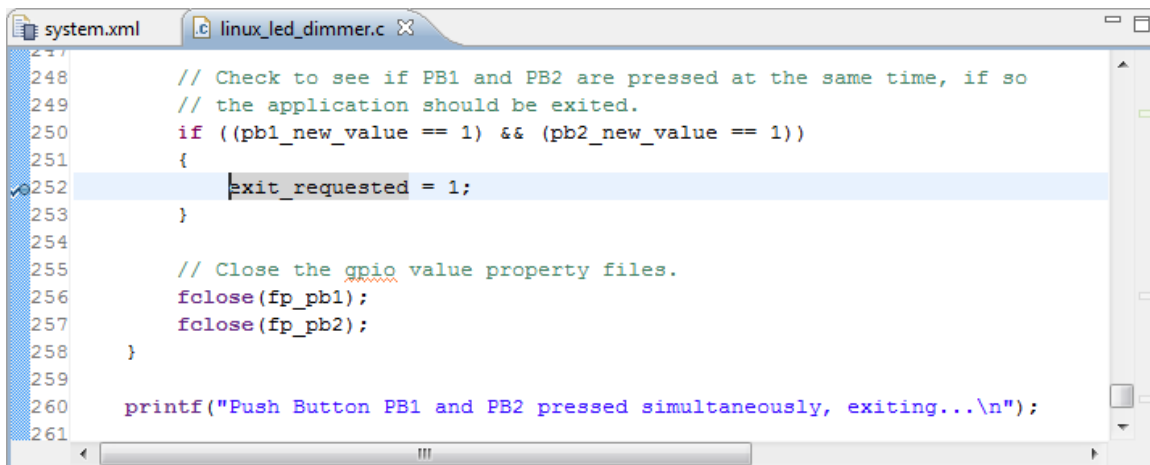 system.xml linux_led_dimmer.c
247
248 // Check to see if PB1 and PB2 are pressed at the same time, if so
249 // the application should be exited.
250 if ((pb1_new_value == 1) && (pb2_new_value == 1))
251 {
252 exit_requested = 1;
253 }
254
255 // Close the gpio value property files.
256 fclose(fp_pb1);
257 fclose(fp_pb2);
258 }
259
260 printf("Push Button PB1 and PB2 pressed simultaneously, exiting...\n");
261